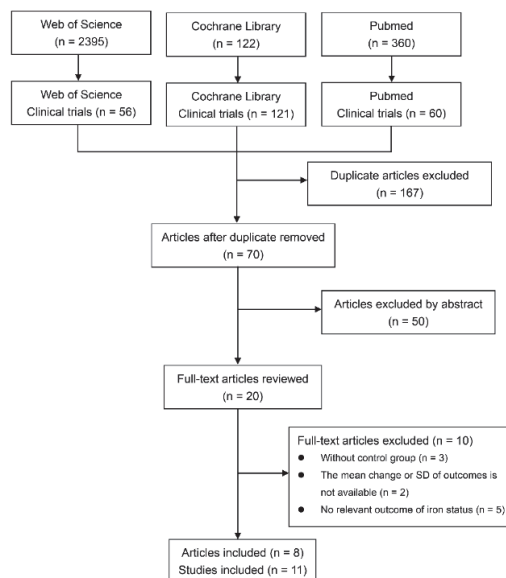 Web of Science
(n = 2395)
Cochrane Library
(n = 122)
Pubmed
(n = 360)
Web of Science
Clinical trials (n = 56)
Cochrane Library
Clinical trials (n = 121)
Pubmed
Clinical trials (n = 60)
Duplicate articles excluded
(n = 167)
Articles after duplicate removed
(n = 70)
Articles excluded by abstract
(n = 50)
Full-text articles reviewed
(n = 20)
Full-text articles excluded (n = 10)
● Without control group (n = 3)
● The mean change or SD of outcomes is
not available (n = 2)
● No relevant outcome of iron status (n = 5)
Articles included (n = 8)
Studies included (n = 11)